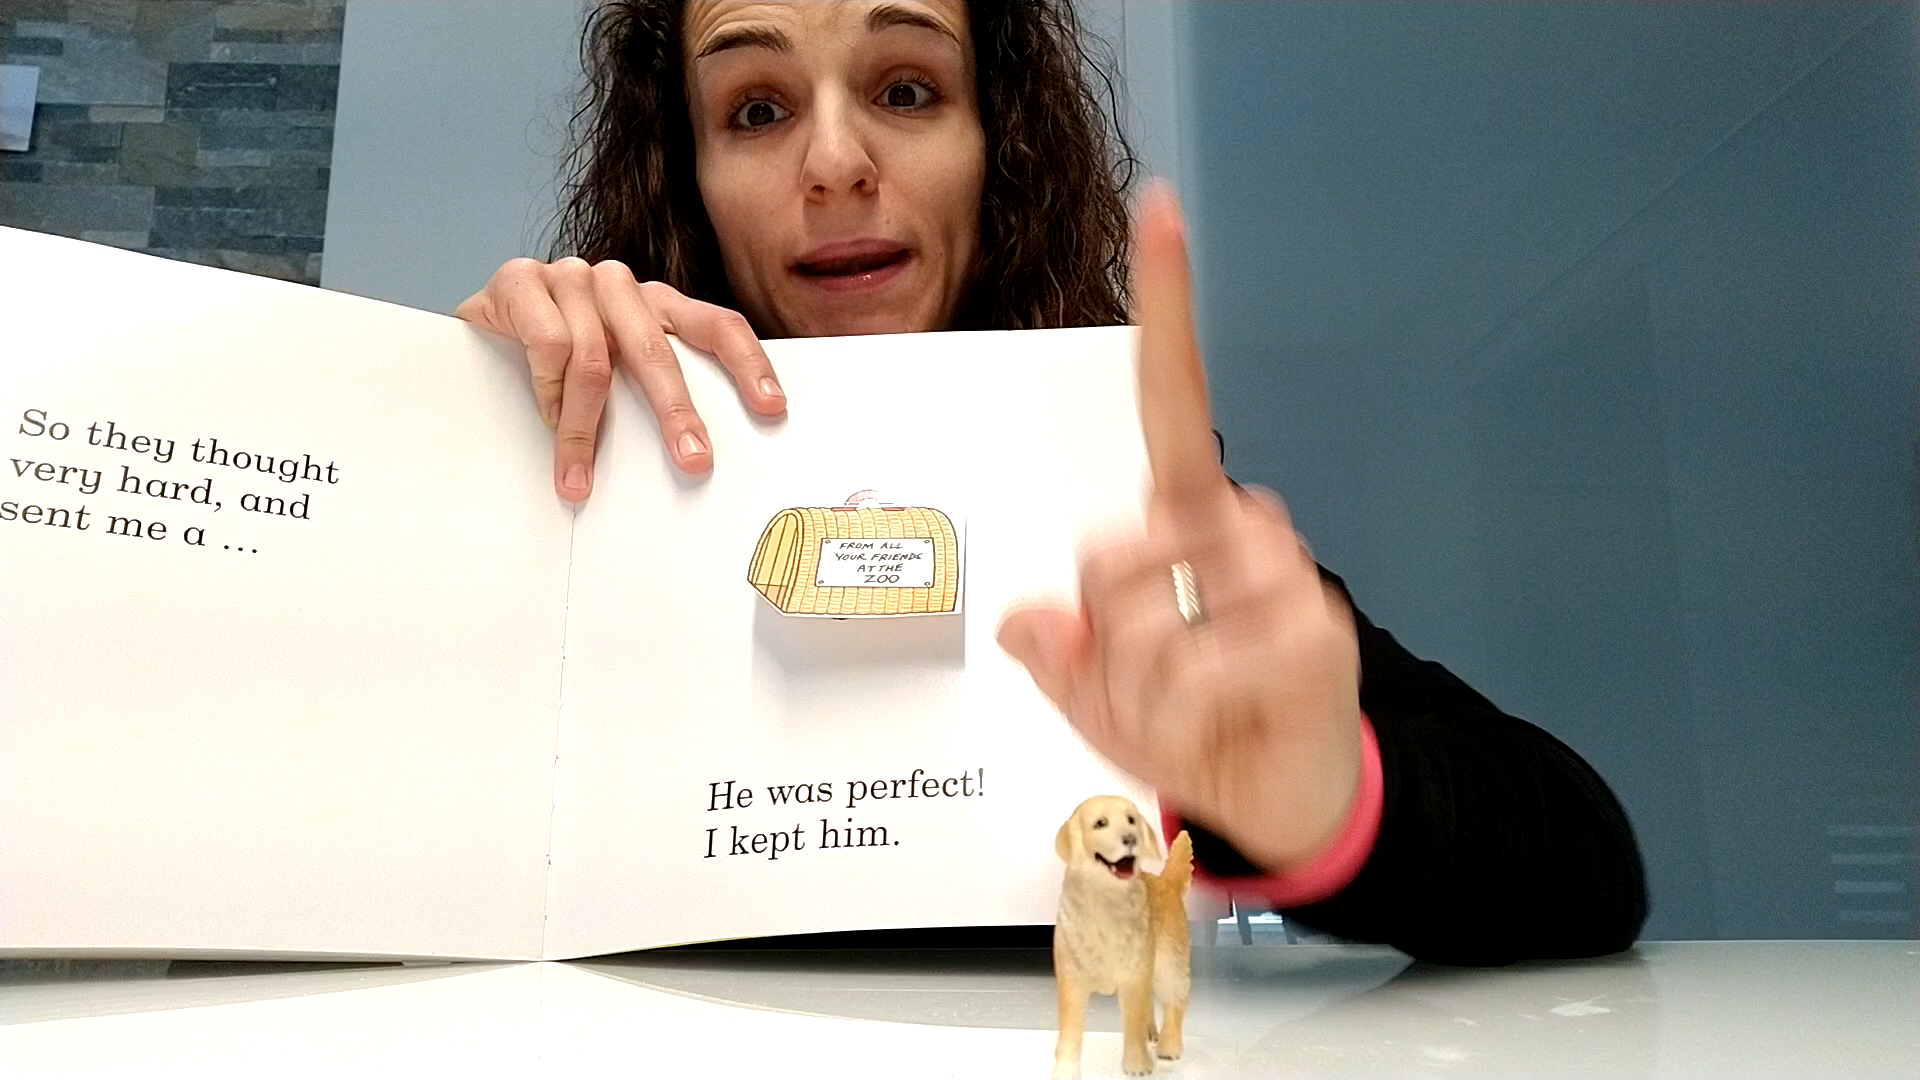 So they thought
very hard, and
sent me a ...
FROM ALL
YOUR FRIENDS
AT THE
ZOO
He was perfect!
I kept him.